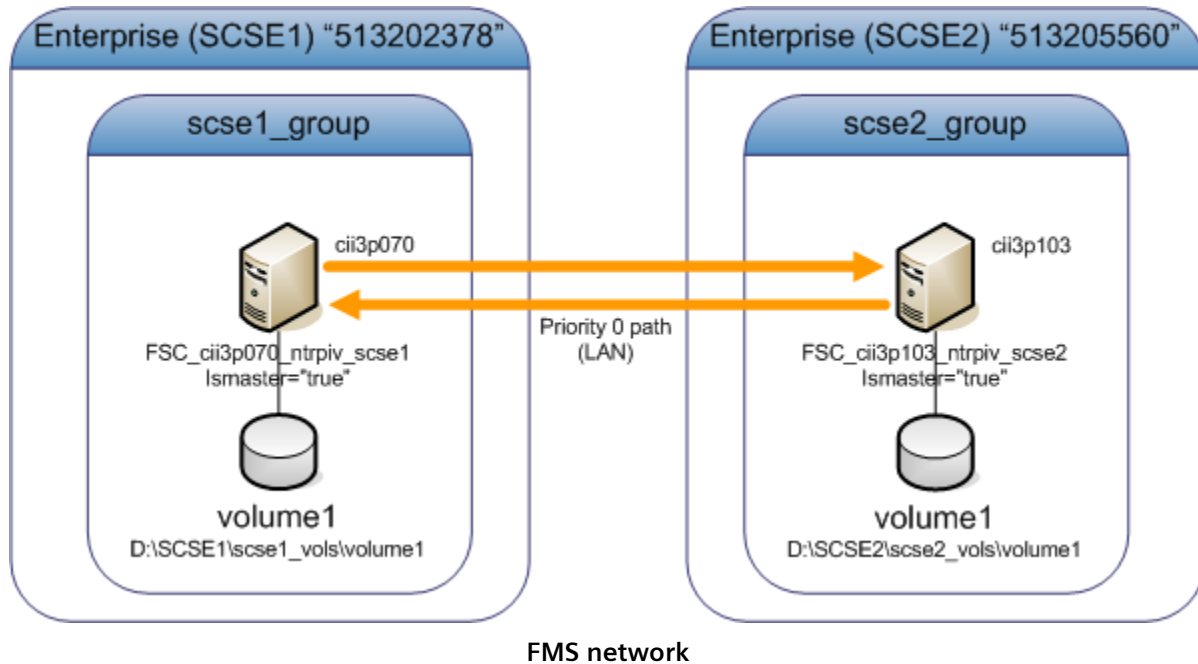 Enterprise (SCSE1) “513202378”
Enterprise (SCSE2) “513205560”
scse1_group
scse2_group
cii3p070
cii3p103
Priority 0 path
(LAN)
FSC_cii3p070_ntrpiv_scse1
Ismaster="true"
FSC_cii3p103_ntrpiv_scse2
Ismaster="true"
volume1
D:\SCSE1\scse1_vols\volume1
volume1
D:\SCSE2\scse2_vols\volume1
FMS network